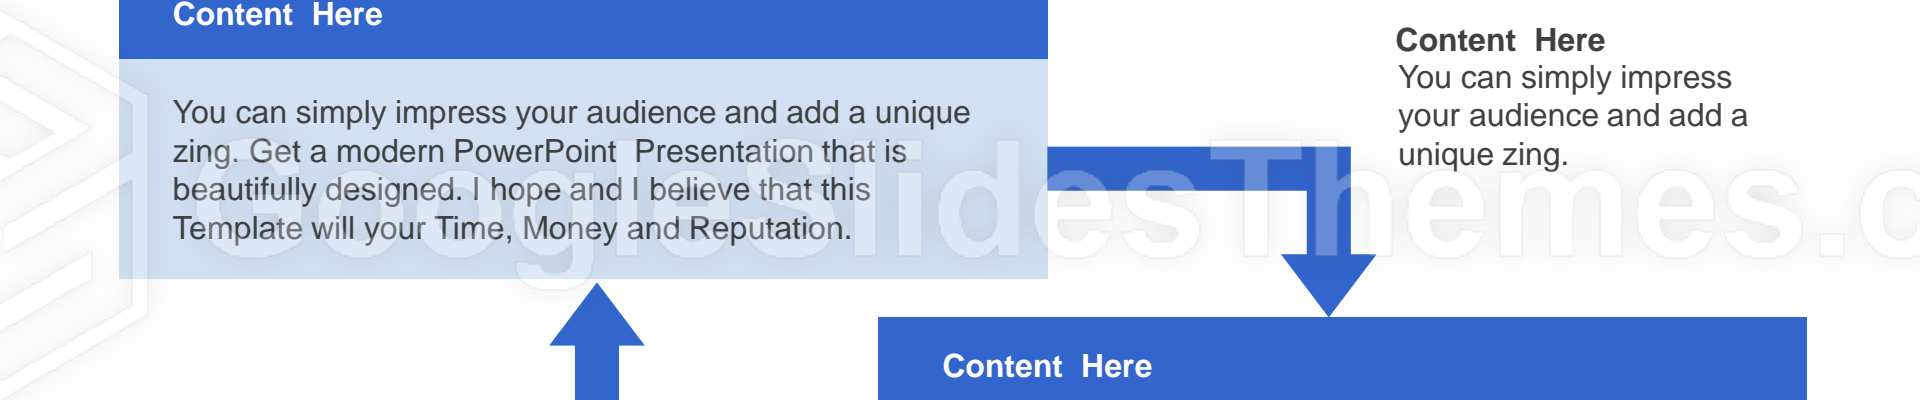 Content Here
You can simply impress your audience and add a unique
zing. Get a modern PowerPoint Presentation that is
beautifully designed. I hope and I believe that this
Template will your Time, Money and Reputation.
Content Here
You can simply impress
your audience and add a
unique zing.
GoogleSlidesThemes.c
Content Here